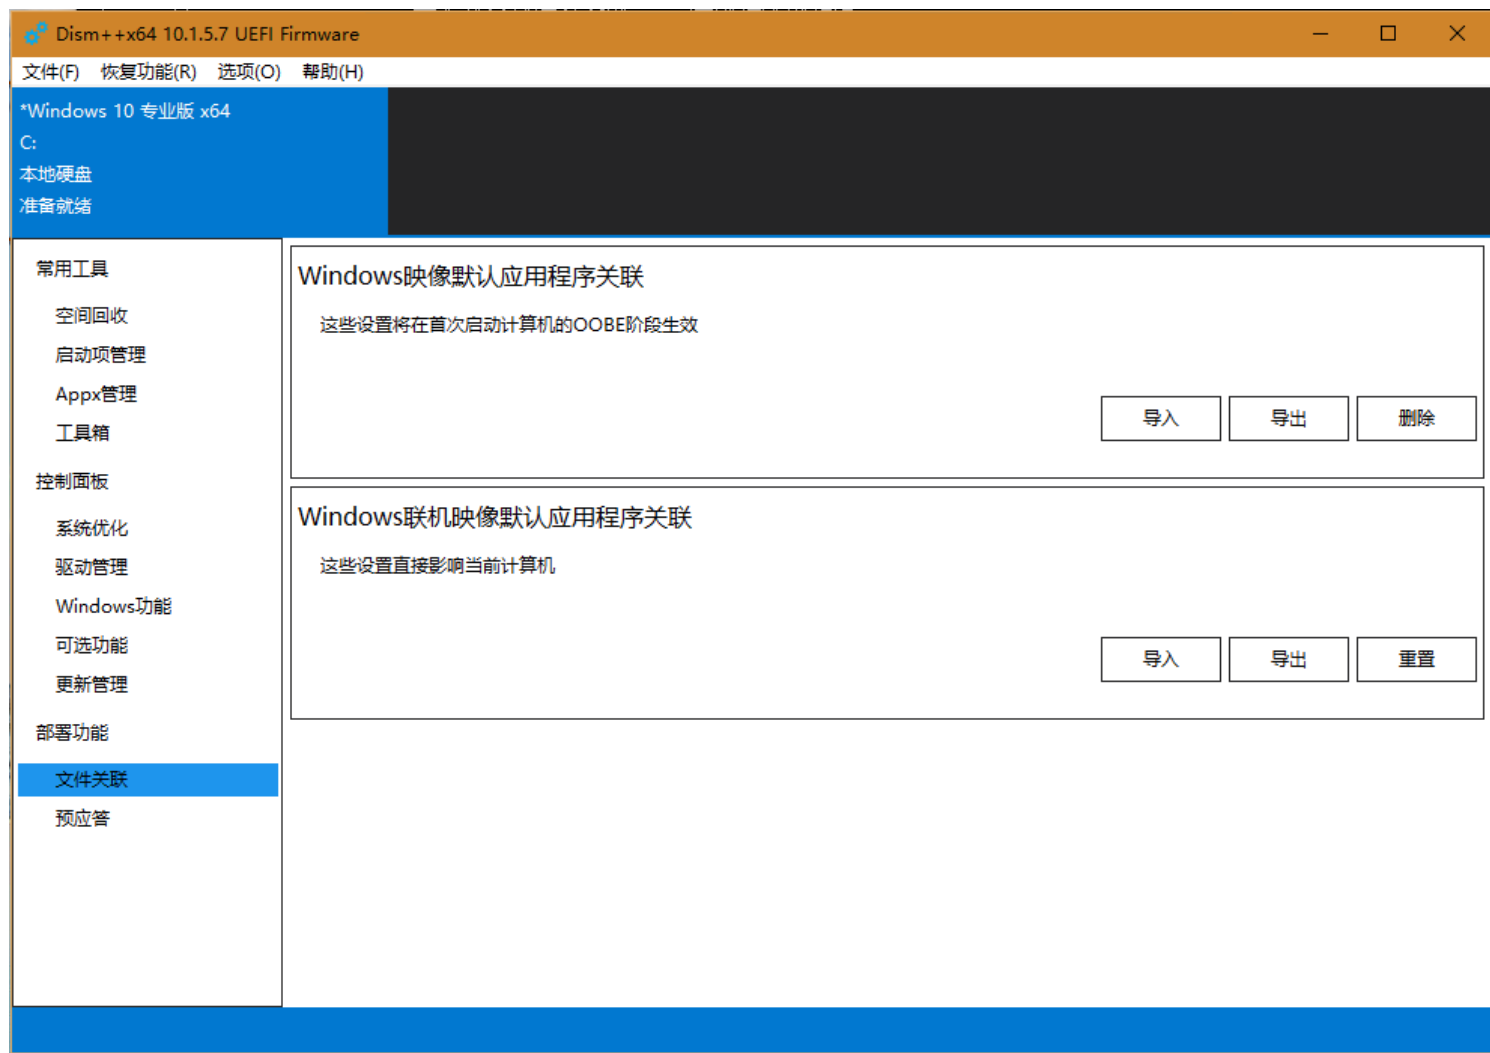 Dism++x64 10.1.5.7 UEFI Firmware
文件(F) 恢复功能(R) 选项(O) 帮助(H)
*Windows 10 专业版 x64
C:
本地硬盘
准备就绪
常用工具
空间回收
启动项管理
Appx管理
工具箱
控制面板
系统优化
驱动管理
Windows功能
可选功能
更新管理
部署功能
文件关联
预应答
Windows映像默认应用程序关联
这些设置将在首次启动计算机的OOBE阶段生效
导入 导出 删除
Windows联机映像默认应用程序关联
这些设置直接影响当前计算机
导入 导出 重置